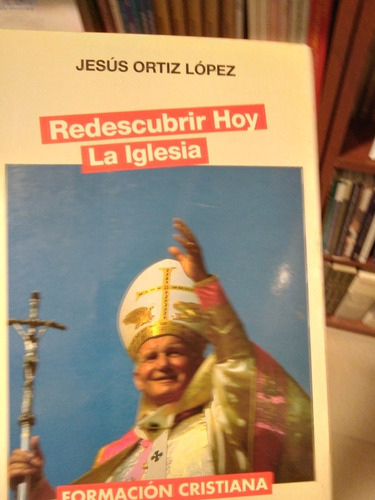 JESÚS ORTIZ LÓPEZ
Redescubrir Hoy
La Iglesia
FORMACIÓN CRISTIANA